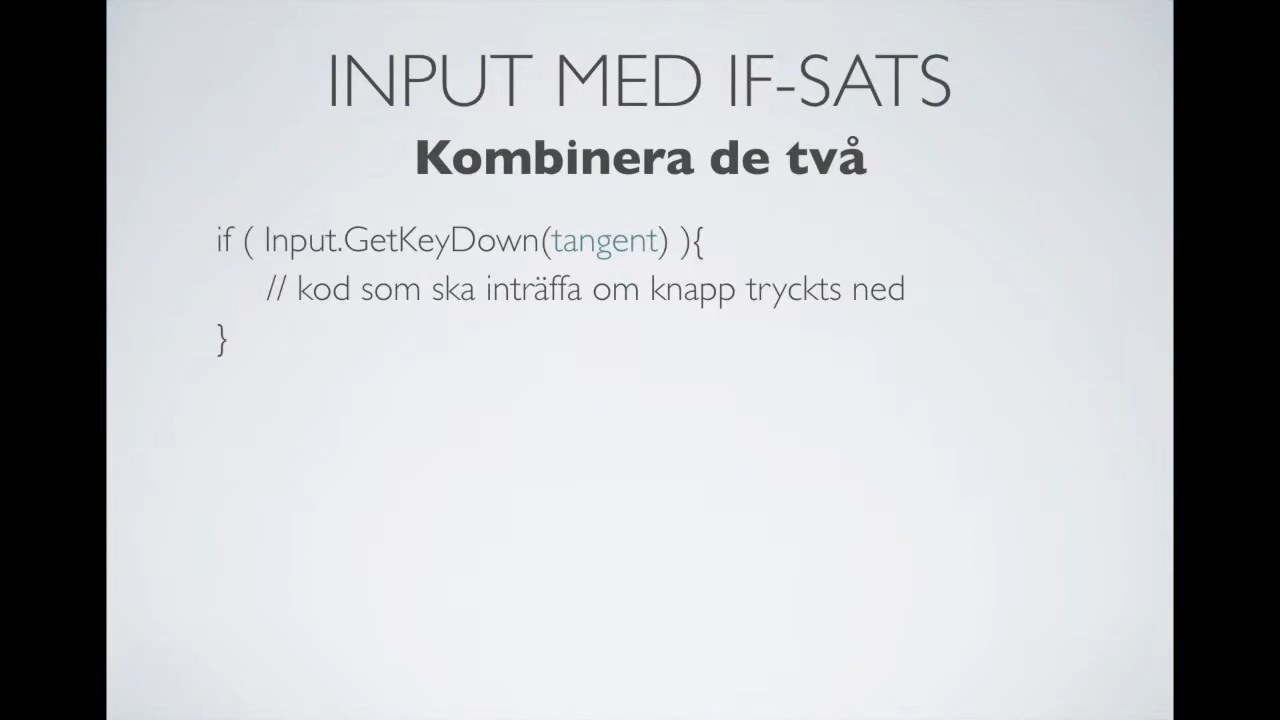 INPUT MED IF-SATS
Kombinera de två
if ( Input.GetKeyDown(tangent) ){
// kod som ska inträffa om knapp tryckts ned
}